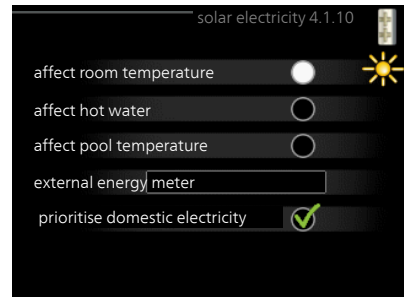 solar electricity 4.1.10
affect room temperature
affect hot water
affect pool temperature
external energy meter
prioritise domestic electricity